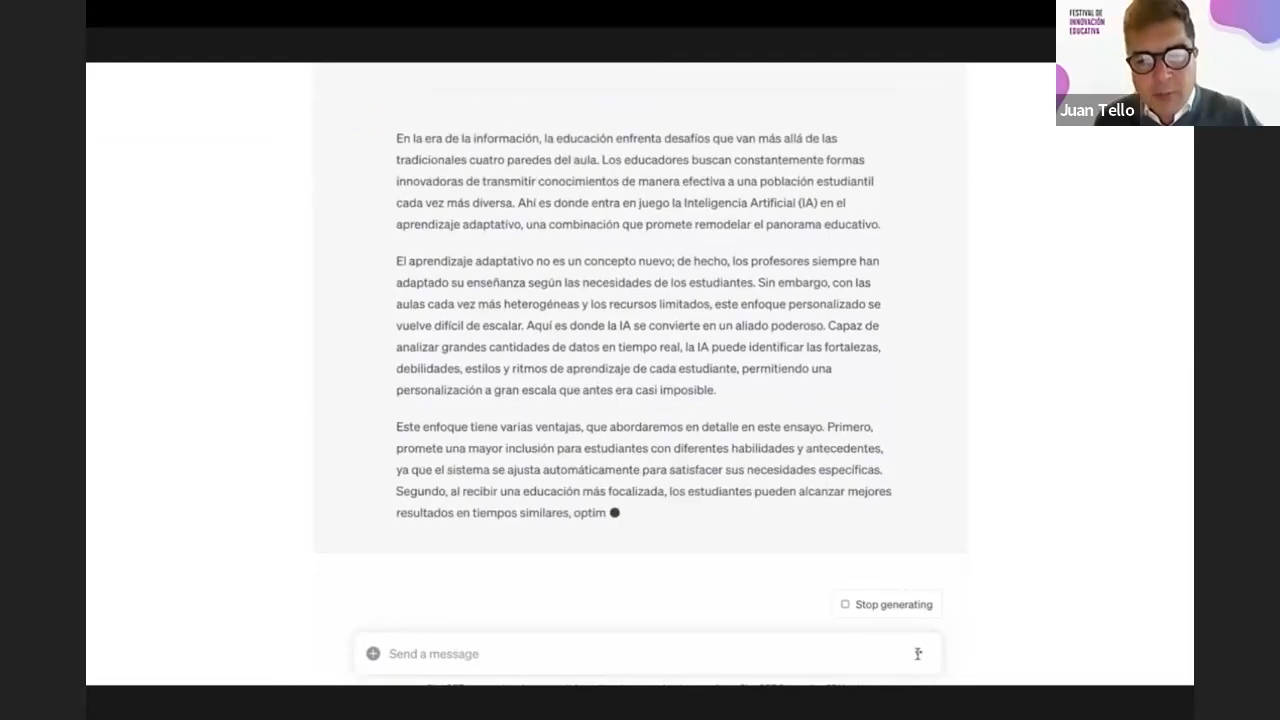 FESTIVAL DE
INNOVACIÓN
EDUCATIVA
Juan Tello
En la era de la información, la educación enfrenta desafíos que van más allá de las
tradicionales cuatro paredes del aula. Los educadores buscan constantemente formas
innovadoras de transmitir conocimientos de manera efectiva a una población estudiantil
cada vez más diversa. Ahí es donde entra en juego la Inteligencia Artificial (IA) en el
aprendizaje adaptativo, una combinación que promete remodelar el panorama educativo.
El aprendizaje adaptativo no es un concepto nuevo; de hecho, los profesores siempre han
adaptado su enseñanza según las necesidades de los estudiantes. Sin embargo, con las
aulas cada vez más heterogéneas y los recursos limitados, este enfoque personalizado se
vuelve difícil de escalar. Aquí es donde la IA se convierte en un aliado poderoso. Capaz de
analizar grandes cantidades de datos en tiempo real, la IA puede identificar las fortalezas,
debilidades, estilos y ritmos de aprendizaje de cada estudiante, permitiendo una
personalización a gran escala que antes era casi imposible.
Este enfoque tiene varias ventajas, que abordaremos en detalle en este ensayo. Primero,
promete una mayor inclusión para estudiantes con diferentes habilidades y antecedentes,
ya que el sistema se ajusta automáticamente para satisfacer sus necesidades específicas.
Segundo, al recibir una educación más focalizada, los estudiantes pueden alcanzar mejores
resultados en tiempos similares, optim
Stop generating
Send a message